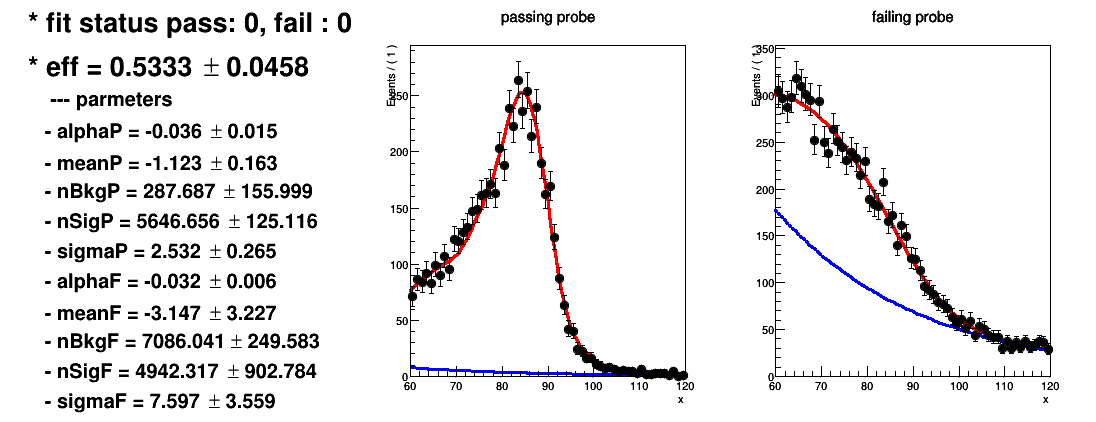 * fit status pass: 0, fail : 0
* eff = 0.5333 ± 0.0458
--- parmeters
- alphaP = -0.036 ± 0.015
- meanP = -1.123 ± 0.163
- nBkgP = 287.687 ± 155.999
- nSigP = 5646.656 ± 125.116
- sigmaP = 2.532 ± 0.265
- alphaF = -0.032 ± 0.006
- meanF = -3.147 ± 3.227
- nBkgF = 7086.041 ± 249.583
- nSigF = 4942.317 ± 902.784
- sigmaF = 7.597 ± 3.559
passing probe
Events / ( 1 )
250
200
150
100
50
0
60 70 80 90 100 110 120
x
failing probe
Events / ( 1 )
350
300
250
200
150
100
50
0
60 70 80 90 100 110 120
x